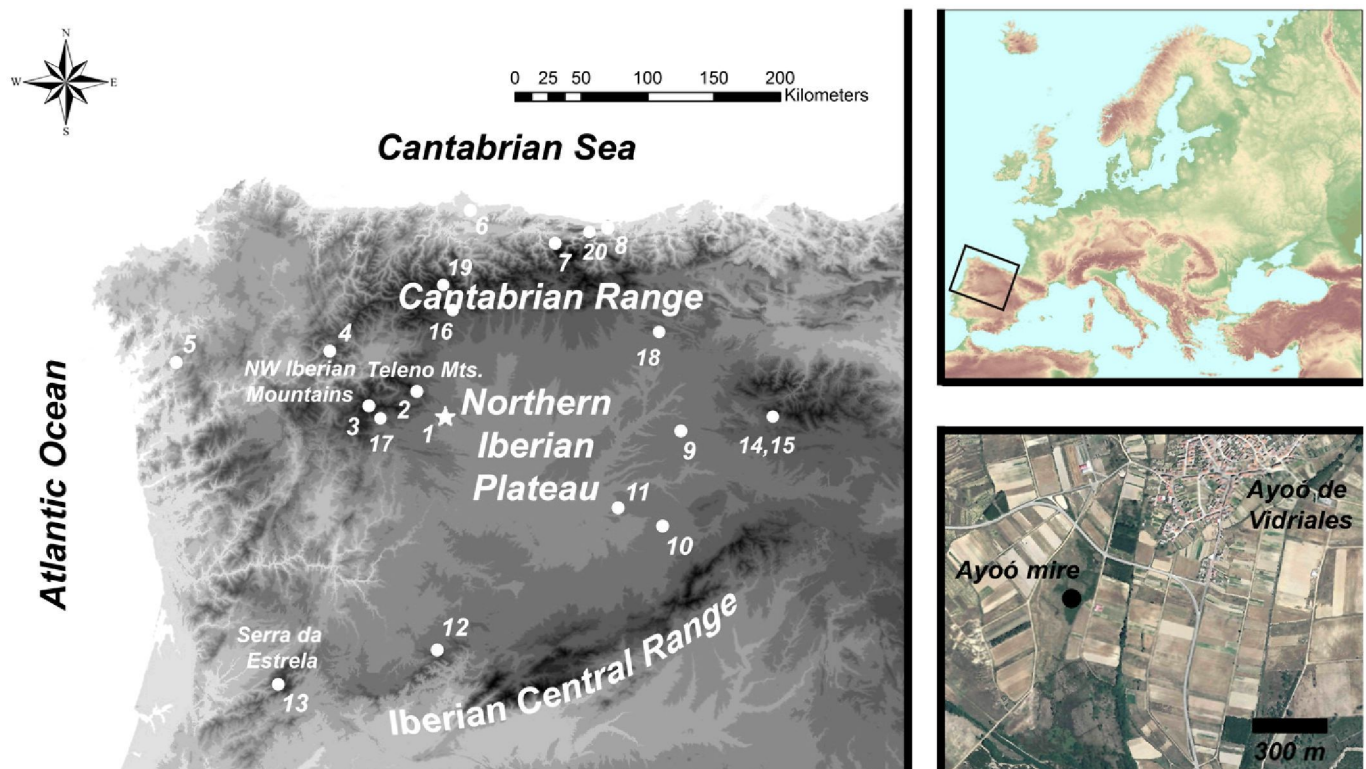 N
W E
S
0 25 50 100 150 200
Kilometers
Cantabrian Sea
6
7
20
8
19
Cantabrian Range
16
18
5
4
NW Iberian
Mountains
Teleno Mts.
3
17
2
1
Northern
Iberian
Plateau
9
14,15
11
10
12
Serra da
Estrela
13
Iberian Central Range
Atlantic Ocean
Ayoó de
Vidriales
Ayoó mire
300 m